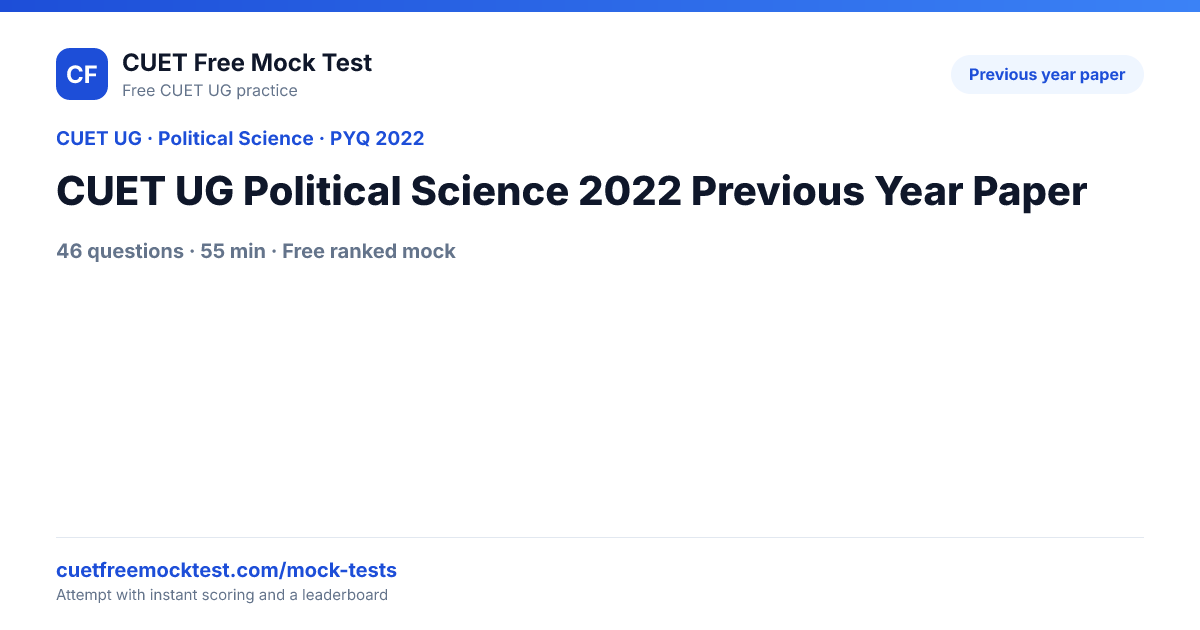 CF
CUET Free Mock Test
Free CUET UG practice
Previous year paper
CUET UG · Political Science · PYQ 2022
CUET UG Political Science 2022 Previous Year Paper
46 questions · 55 min · Free ranked mock
cuetfreemocktest.com/mock-tests
Attempt with instant scoring and a leaderboard